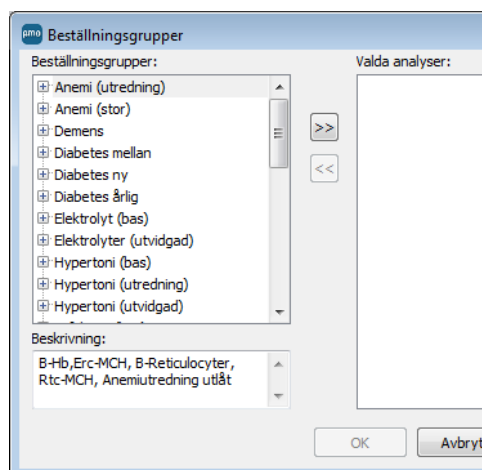 pmo Beställningsgrupper
Beställningsgrupper:
Valda analyser:
Anemi (utredning)
Anemi (stor)
Demens
Diabetes mellan
Diabetes ny
Diabetes årlig
Elektrolyt (bas)
Elektrolyter (utvidgad)
Hypertoni (bas)
Hypertoni (utredning)
Hypertoni (utvidgad)
>>
<<
Beskrivning:
B-Hb,Erc-MCH, B-Reticulocyter,
Rtc-MCH, Anemiutredning utlåt
OK
Avbryt